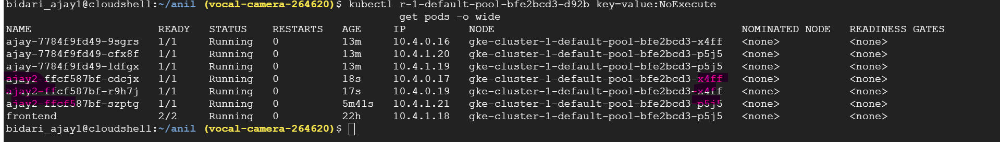 bidari_ajay1@cloudshell:~/anil (vocal-camera-264620)$ kubectl r-1-default-pool-bfe2bcd3-d92b key=value:NoExecute
get pods -o wide
NAME READY STATUS RESTARTS AGE IP NODE NOMINATED NODE READINESS GATES
ajay-7784f9fd49-9sgrs 1/1 Running 0 13m 10.4.0.16 gke-cluster-1-default-pool-bfe2bcd3-x4ff <none> <none>
ajay-7784f9fd49-cfx8f 1/1 Running 0 13m 10.4.1.20 gke-cluster-1-default-pool-bfe2bcd3-p5j5 <none> <none>
ajay-7784f9fd49-ldfgx 1/1 Running 0 13m 10.4.1.19 gke-cluster-1-default-pool-bfe2bcd3-p5j5 <none> <none>
ajay2-ffcf587bf-cdcjx 1/1 Running 0 18s 10.4.0.17 gke-cluster-1-default-pool-bfe2bcd3-x4ff <none> <none>
ajay2-ffcf587bf-r9h7j 1/1 Running 0 17s 10.4.0.19 gke-cluster-1-default-pool-bfe2bcd3-x4ff <none> <none>
ajay2-ffcf587bf-szptg 1/1 Running 0 5m41s 10.4.1.21 gke-cluster-1-default-pool-bfe2bcd3-p5j5 <none> <none>
frontend 2/2 Running 0 22h 10.4.1.18 gke-cluster-1-default-pool-bfe2bcd3-p5j5 <none> <none>
bidari_ajay1@cloudshell:~/anil (vocal-camera-264620)$